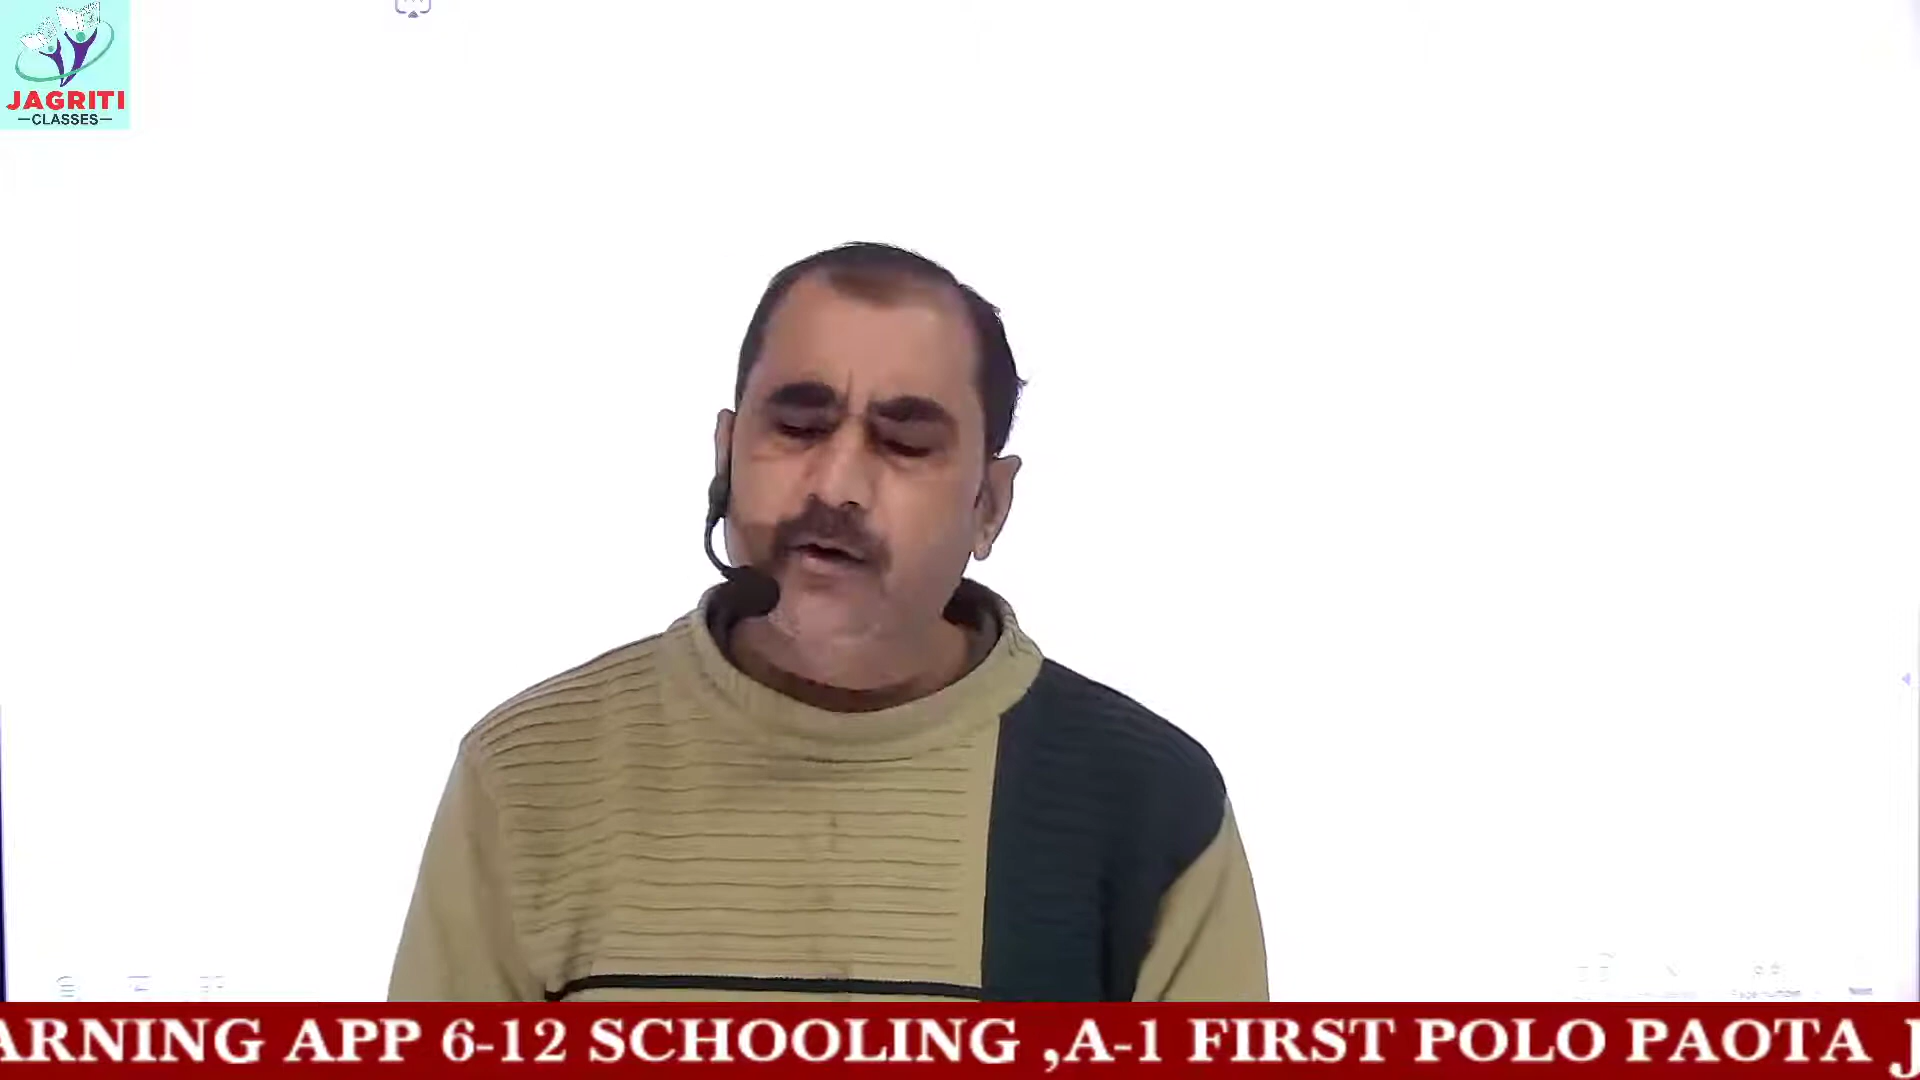 JAGRITI
CLASSES
ARNING APP 6-12 SCHOOLING ,A-1 FIRST POLO PAOTA J